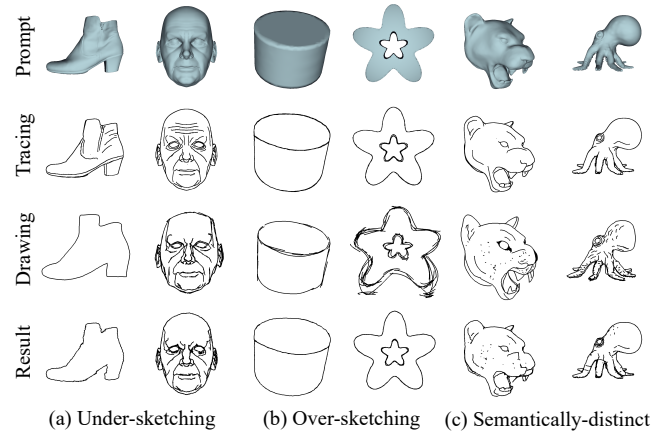 Prompt
Tracing
Drawing
Result
(a) Under-sketching (b) Over-sketching (c) Semantically-distinct